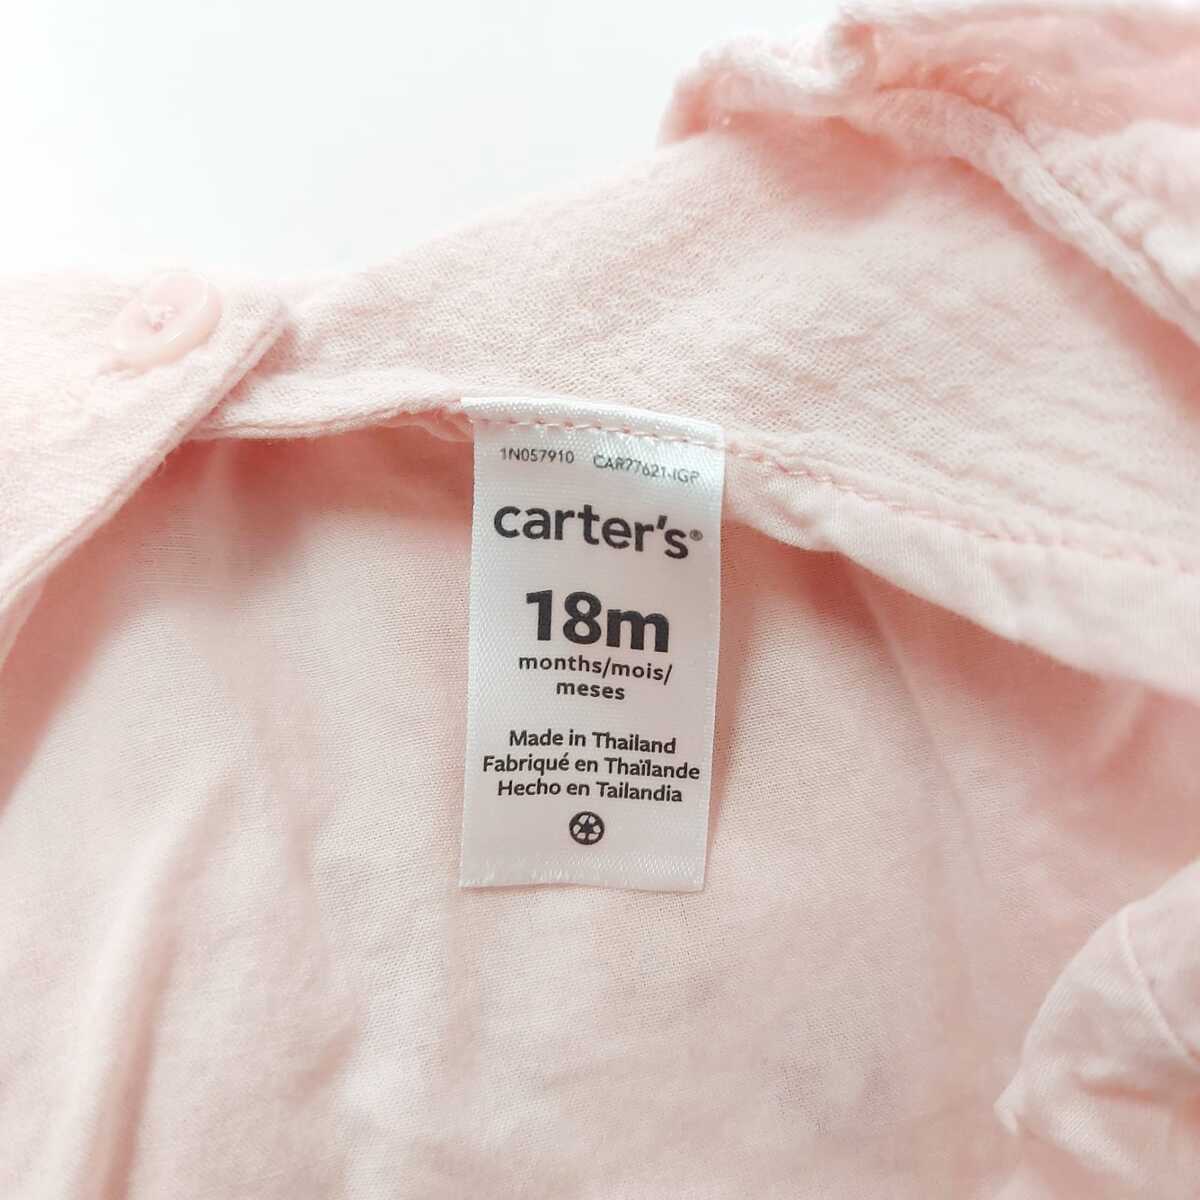 1N057910 CAR77621-IGP
carter's®
18m
months/mois/
meses
Made in Thailand
Fabriqué en Thaïlande
Hecho en Tailandia